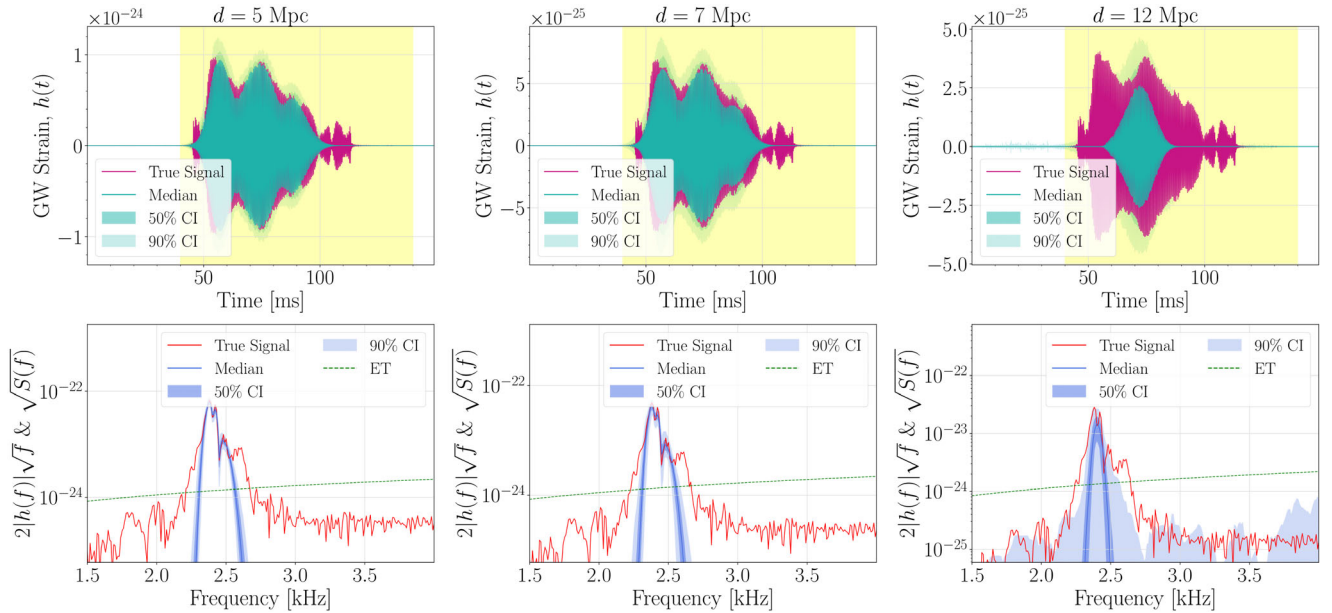 ×10⁻²⁴
d = 5 Mpc
GW Strain, h(t)
1
0
−1
True Signal
Median
50% CI
90% CI
50
100
Time [ms]
×10⁻²⁵
d = 7 Mpc
GW Strain, h(t)
5
0
−5
True Signal
Median
50% CI
90% CI
50
100
Time [ms]
×10⁻²⁵
d = 12 Mpc
GW Strain, h(t)
5.0
2.5
0.0
−2.5
−5.0
True Signal
Median
50% CI
90% CI
50
100
Time [ms]
2|h(f)|√f & √S(f)
10⁻²²
10⁻²⁴
True Signal
Median
50% CI
90% CI
ET
1.5
2.0
2.5
3.0
3.5
Frequency [kHz]
2|h(f)|√f & √S(f)
10⁻²²
10⁻²⁴
True Signal
Median
50% CI
90% CI
ET
1.5
2.0
2.5
3.0
3.5
Frequency [kHz]
2|h(f)|√f & √S(f)
10⁻²²
10⁻²³
10⁻²⁴
10⁻²⁵
True Signal
Median
50% CI
90% CI
ET
1.5
2.0
2.5
3.0
3.5
Frequency [kHz]